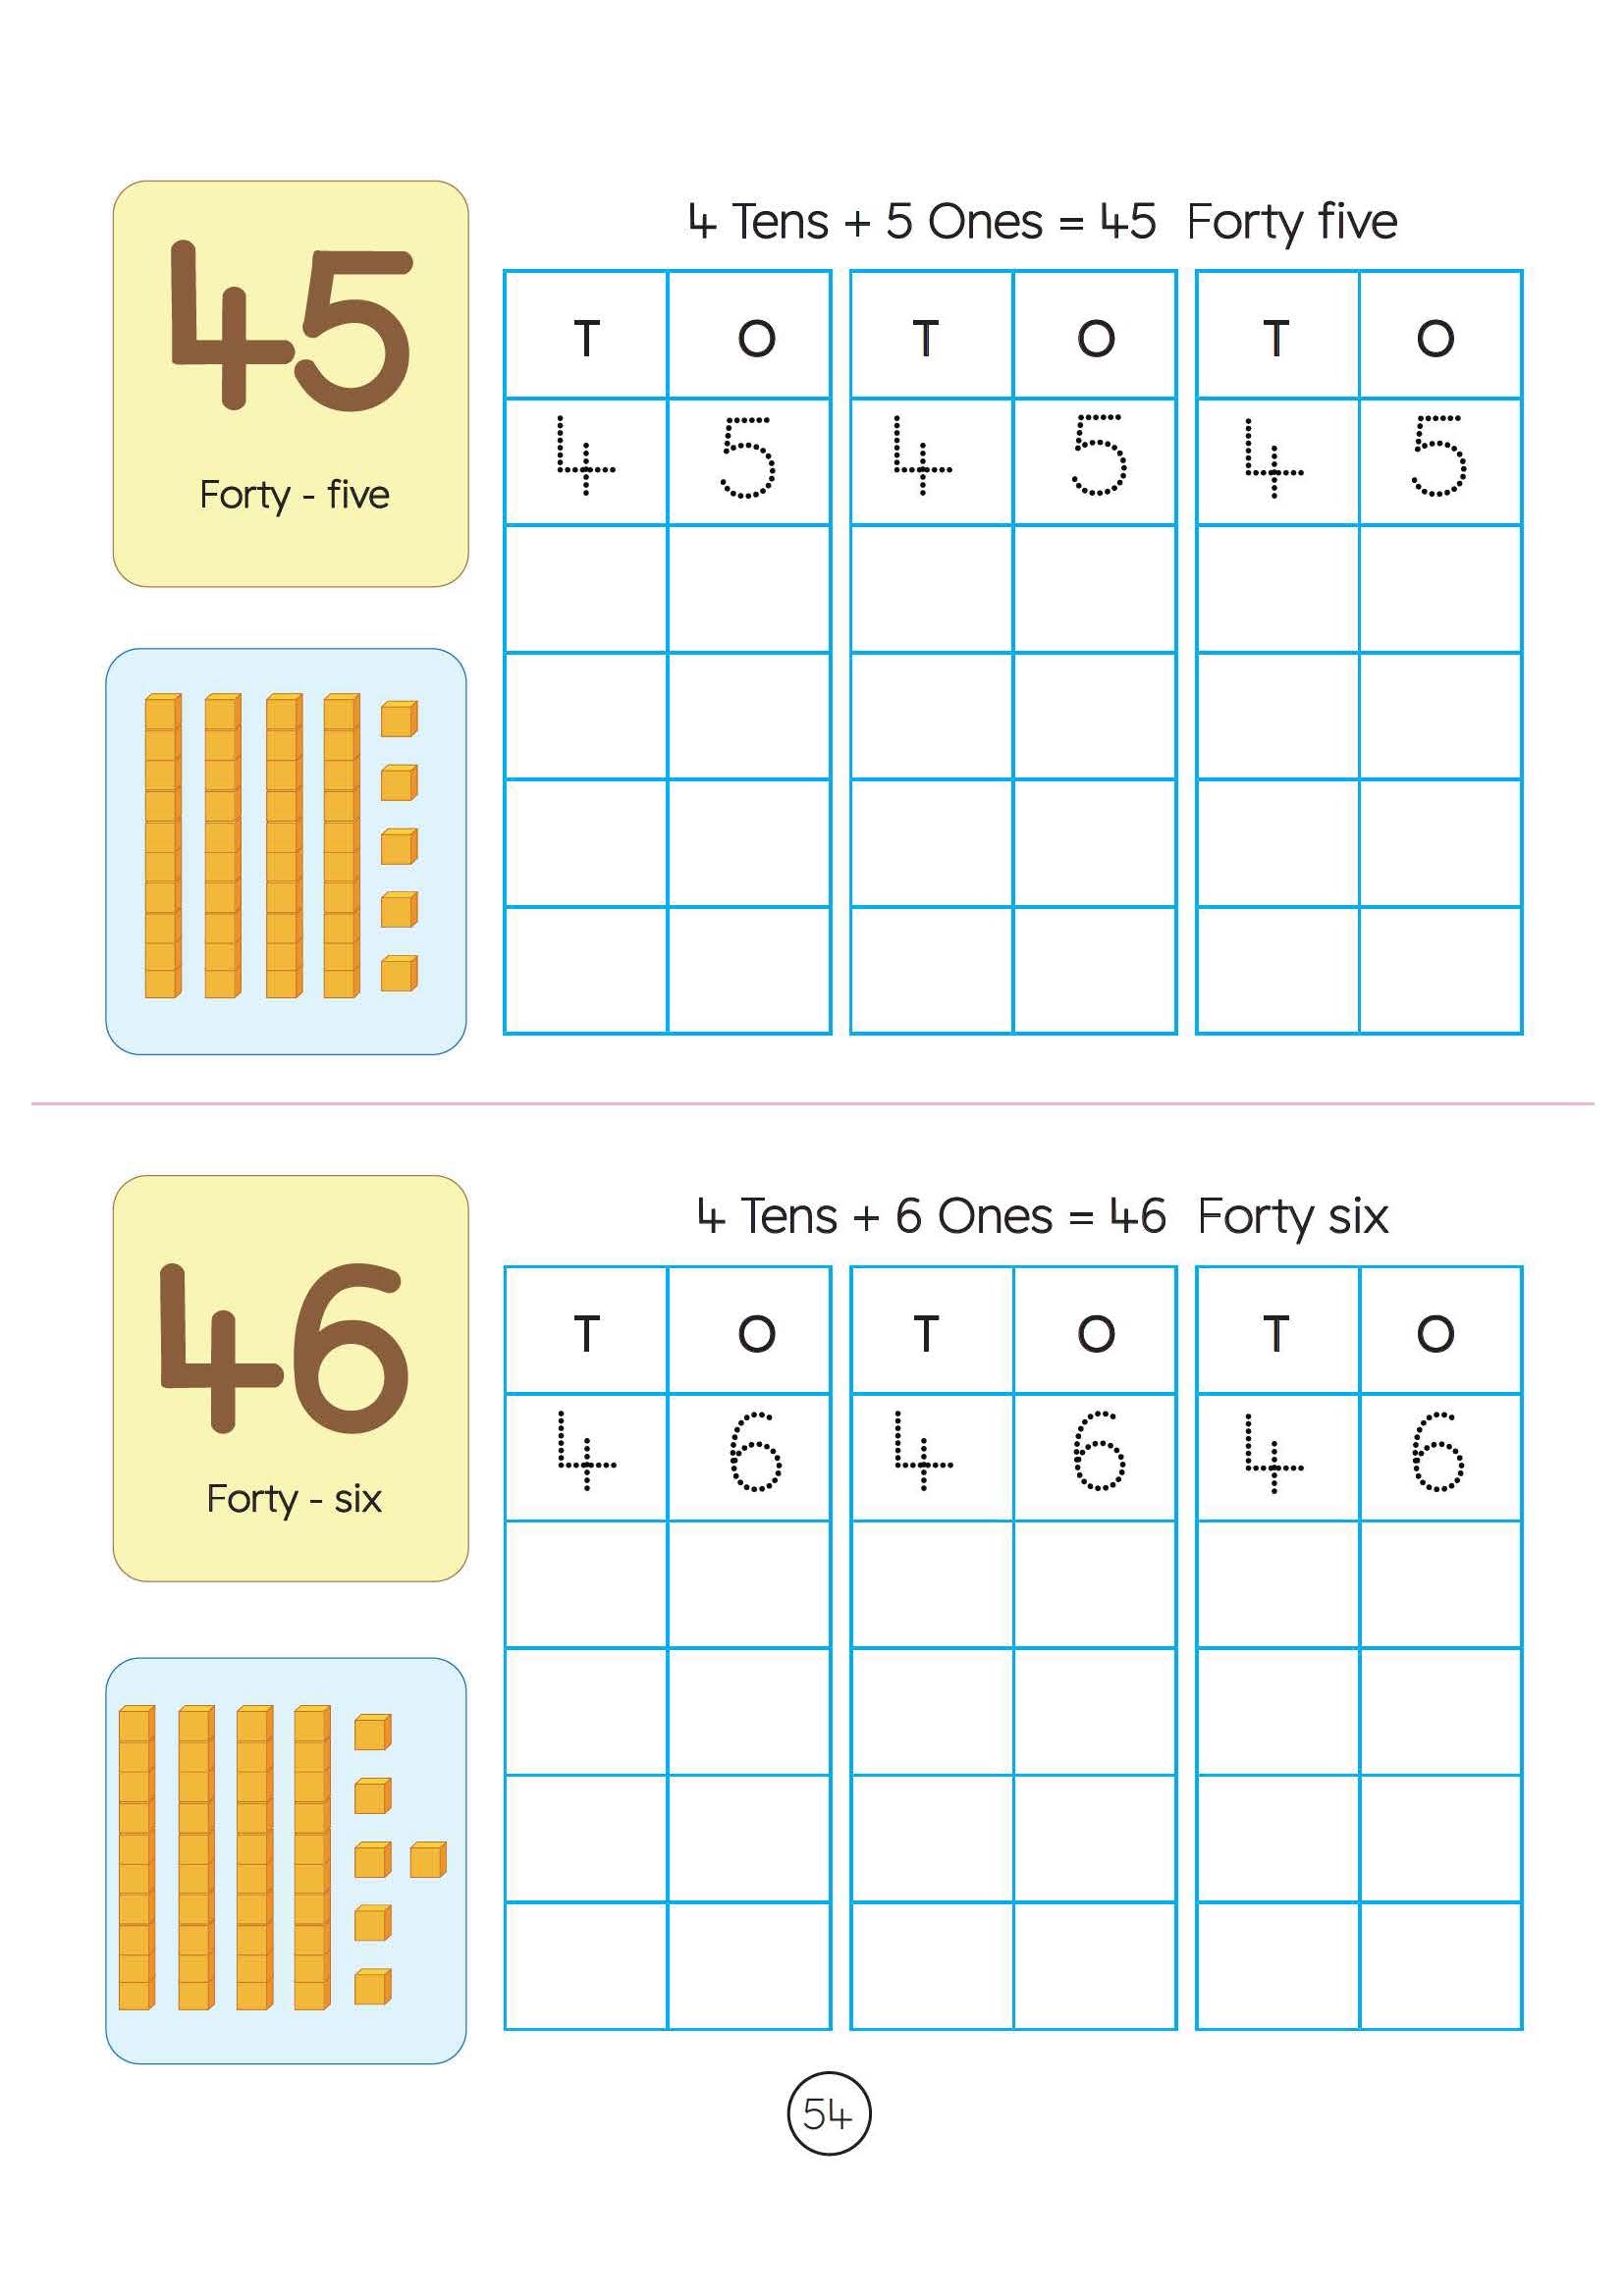 45
Forty - five
4 Tens + 5 Ones = 45 Forty five
T O T O T O
4 5 4 5 4 5
46
Forty - six
4 Tens + 6 Ones = 46 Forty six
T O T O T O
4 6 4 6 4 6
54